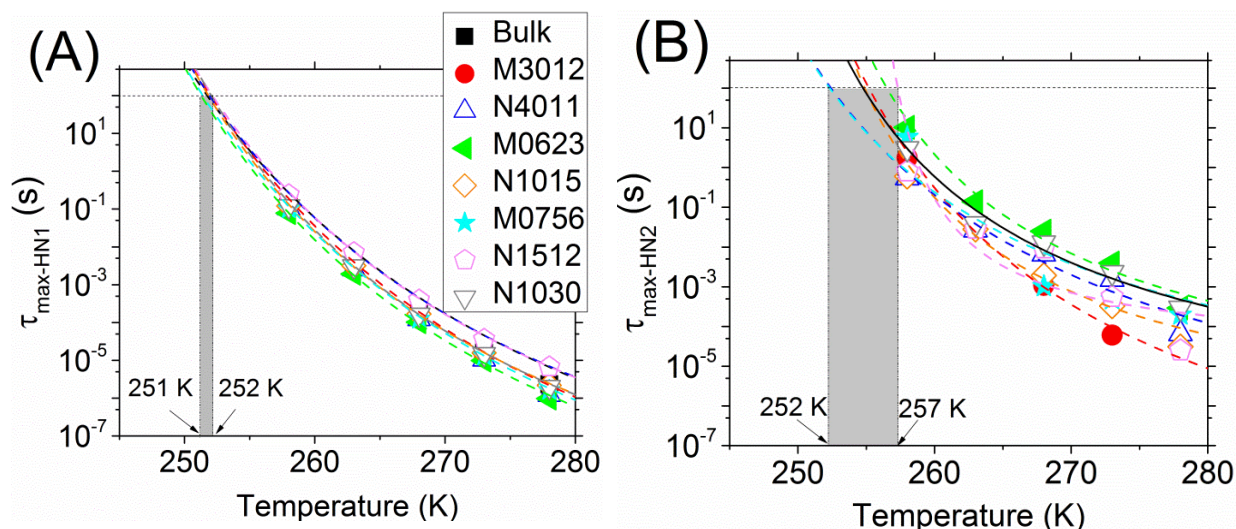 (A)
τmax-HN1 (s)
10^1
10^-1
10^-3
10^-5
10^-7
251 K
252 K
250
260
270
280
Temperature (K)
Bulk
M3012
N4011
M0623
N1015
M0756
N1512
N1030
(B)
τmax-HN2 (s)
10^1
10^-1
10^-3
10^-5
10^-7
252 K
257 K
250
260
270
280
Temperature (K)